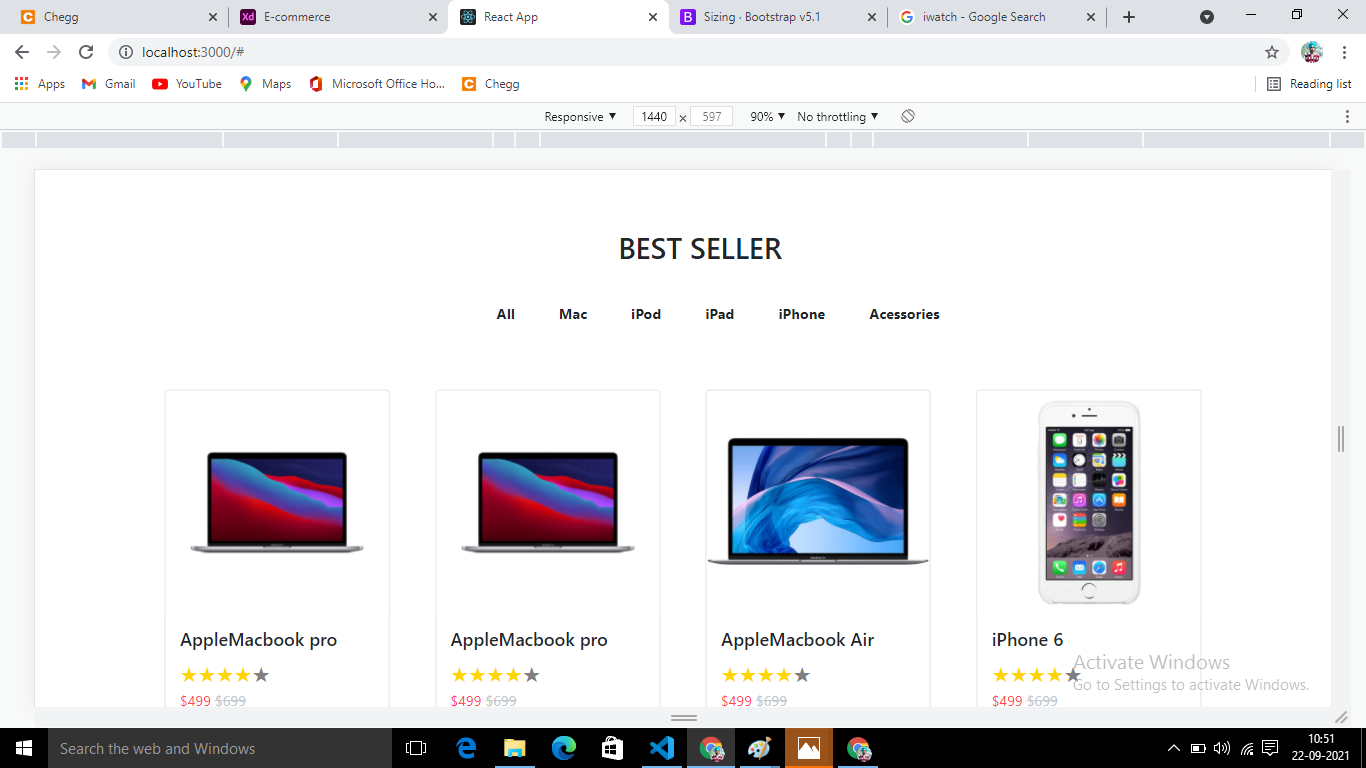 Chegg
E-commerce
React App
Sizing · Bootstrap v5.1
iwatch - Google Search
localhost:3000/#
Apps
Gmail
YouTube
Maps
Microsoft Office Ho...
Chegg
Reading list
Responsive ▼ 1440 × 597 90% ▼ No throttling ▼
BEST SELLER
All Mac iPod iPad iPhone Acessories
AppleMacbook pro
$499 $699
AppleMacbook pro
$499 $699
AppleMacbook Air
$499 $699
iPhone 6
$499 $699
Activate Windows
Go to Settings to activate Windows.
Search the web and Windows
10:51
22-09-2021